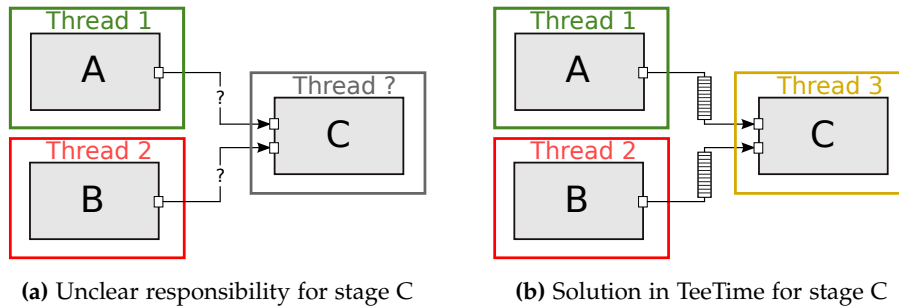 Thread 1
A
?
Thread ?
C
Thread 2
B
?
(a) Unclear responsibility for stage C
Thread 1
A
Thread 3
C
Thread 2
B
(b) Solution in TeeTime for stage C